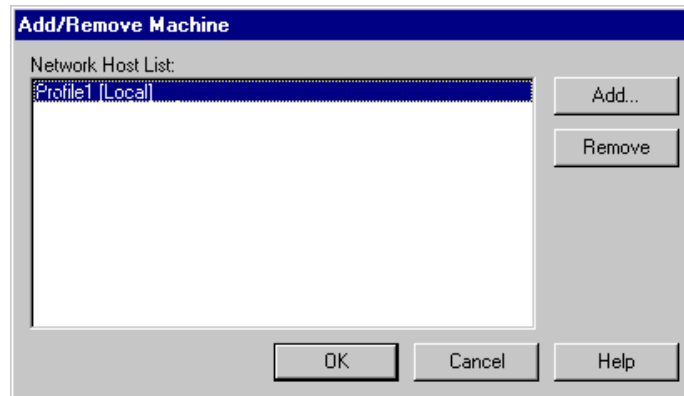 Add/Remove Machine
Network Host List:
Profile1 [Local]
Add...
Remove
OK
Cancel
Help